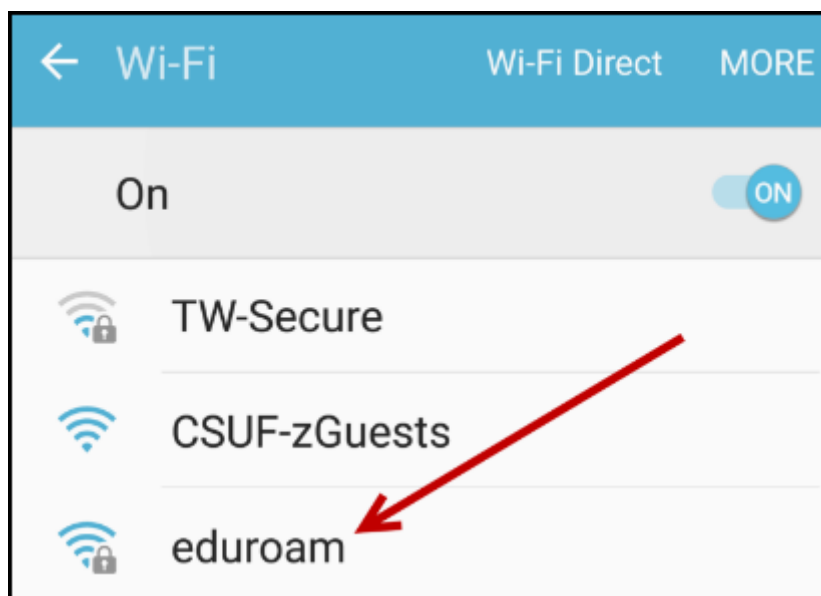 Wi-Fi Wi-Fi Direct MORE
On ON
TW-Secure
CSUF-zGuests
eduroam